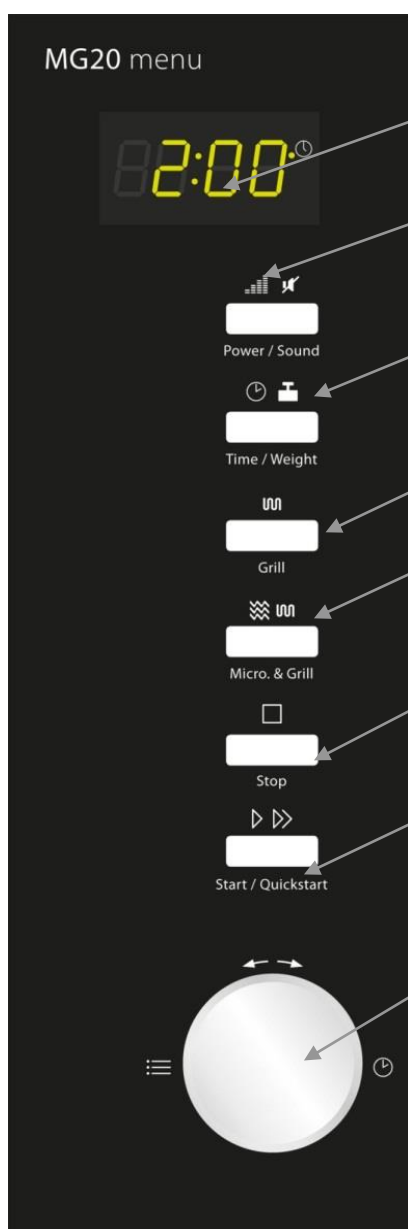 MG20 menu
2:00
Power / Sound
Time / Weight
Grill
Micro. & Grill
Stop
Start / Quickstart